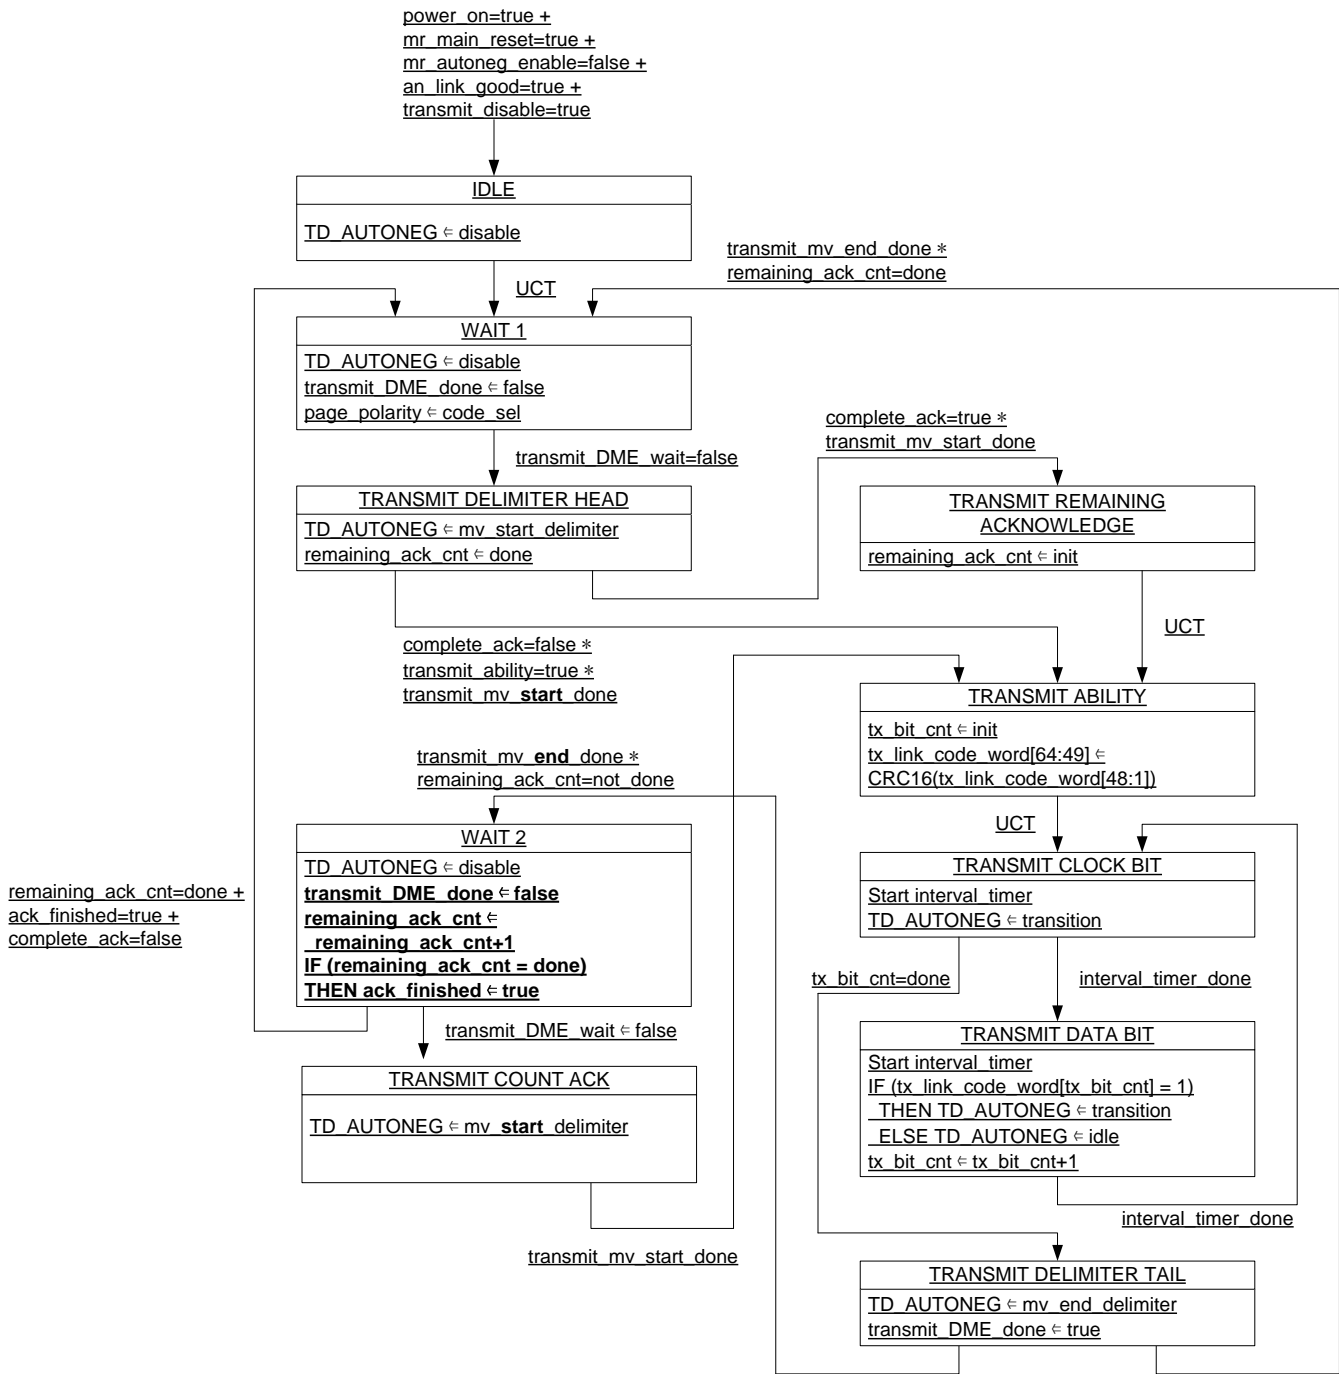 power_on=true +
mr_main_reset=true +
mr_autoneg_enable=false +
an_link_good=true +
transmit_disable=true
IDLE
TD_AUTONEG ⇐ disable
UCT
transmit_mv_end_done *
remaining_ack_cnt=done
WAIT 1
TD_AUTONEG ⇐ disable
transmit_DME_done ⇐ false
page_polarity ⇐ code_sel
transmit_DME_wait=false
complete_ack=true *
transmit_mv_start_done
TRANSMIT DELIMITER HEAD
TD_AUTONEG ⇐ mv_start_delimiter
remaining_ack_cnt ⇐ done
TRANSMIT REMAINING
ACKNOWLEDGE
remaining_ack_cnt ⇐ init
UCT
complete_ack=false *
transmit_ability=true *
transmit_mv_start_done
TRANSMIT ABILITY
tx_bit_cnt ⇐ init
tx_link_code_word[64:49] ⇐
CRC16(tx_link_code_word[48:1])
UCT
transmit_mv_end_done *
remaining_ack_cnt=not_done
WAIT 2
TD_AUTONEG ⇐ disable
transmit_DME_done ⇐ false
remaining_ack_cnt ⇐
remaining_ack_cnt+1
IF (remaining_ack_cnt = done)
THEN ack_finished ⇐ true
remaining_ack_cnt=done +
ack_finished=true +
complete_ack=false
TRANSMIT CLOCK BIT
Start interval_timer
TD_AUTONEG ⇐ transition
tx_bit_cnt=done
interval_timer_done
transmit_DME_wait ⇐ false
TRANSMIT COUNT ACK
TD_AUTONEG ⇐ mv_start_delimiter
transmit_mv_start_done
TRANSMIT DATA BIT
Start interval_timer
IF (tx_link_code_word[tx_bit_cnt] = 1)
THEN TD_AUTONEG ⇐ transition
ELSE TD_AUTONEG ⇐ idle
tx_bit_cnt ⇐ tx_bit_cnt+1
interval_timer_done
TRANSMIT DELIMITER TAIL
TD_AUTONEG ⇐ mv_end_delimiter
transmit_DME_done ⇐ true